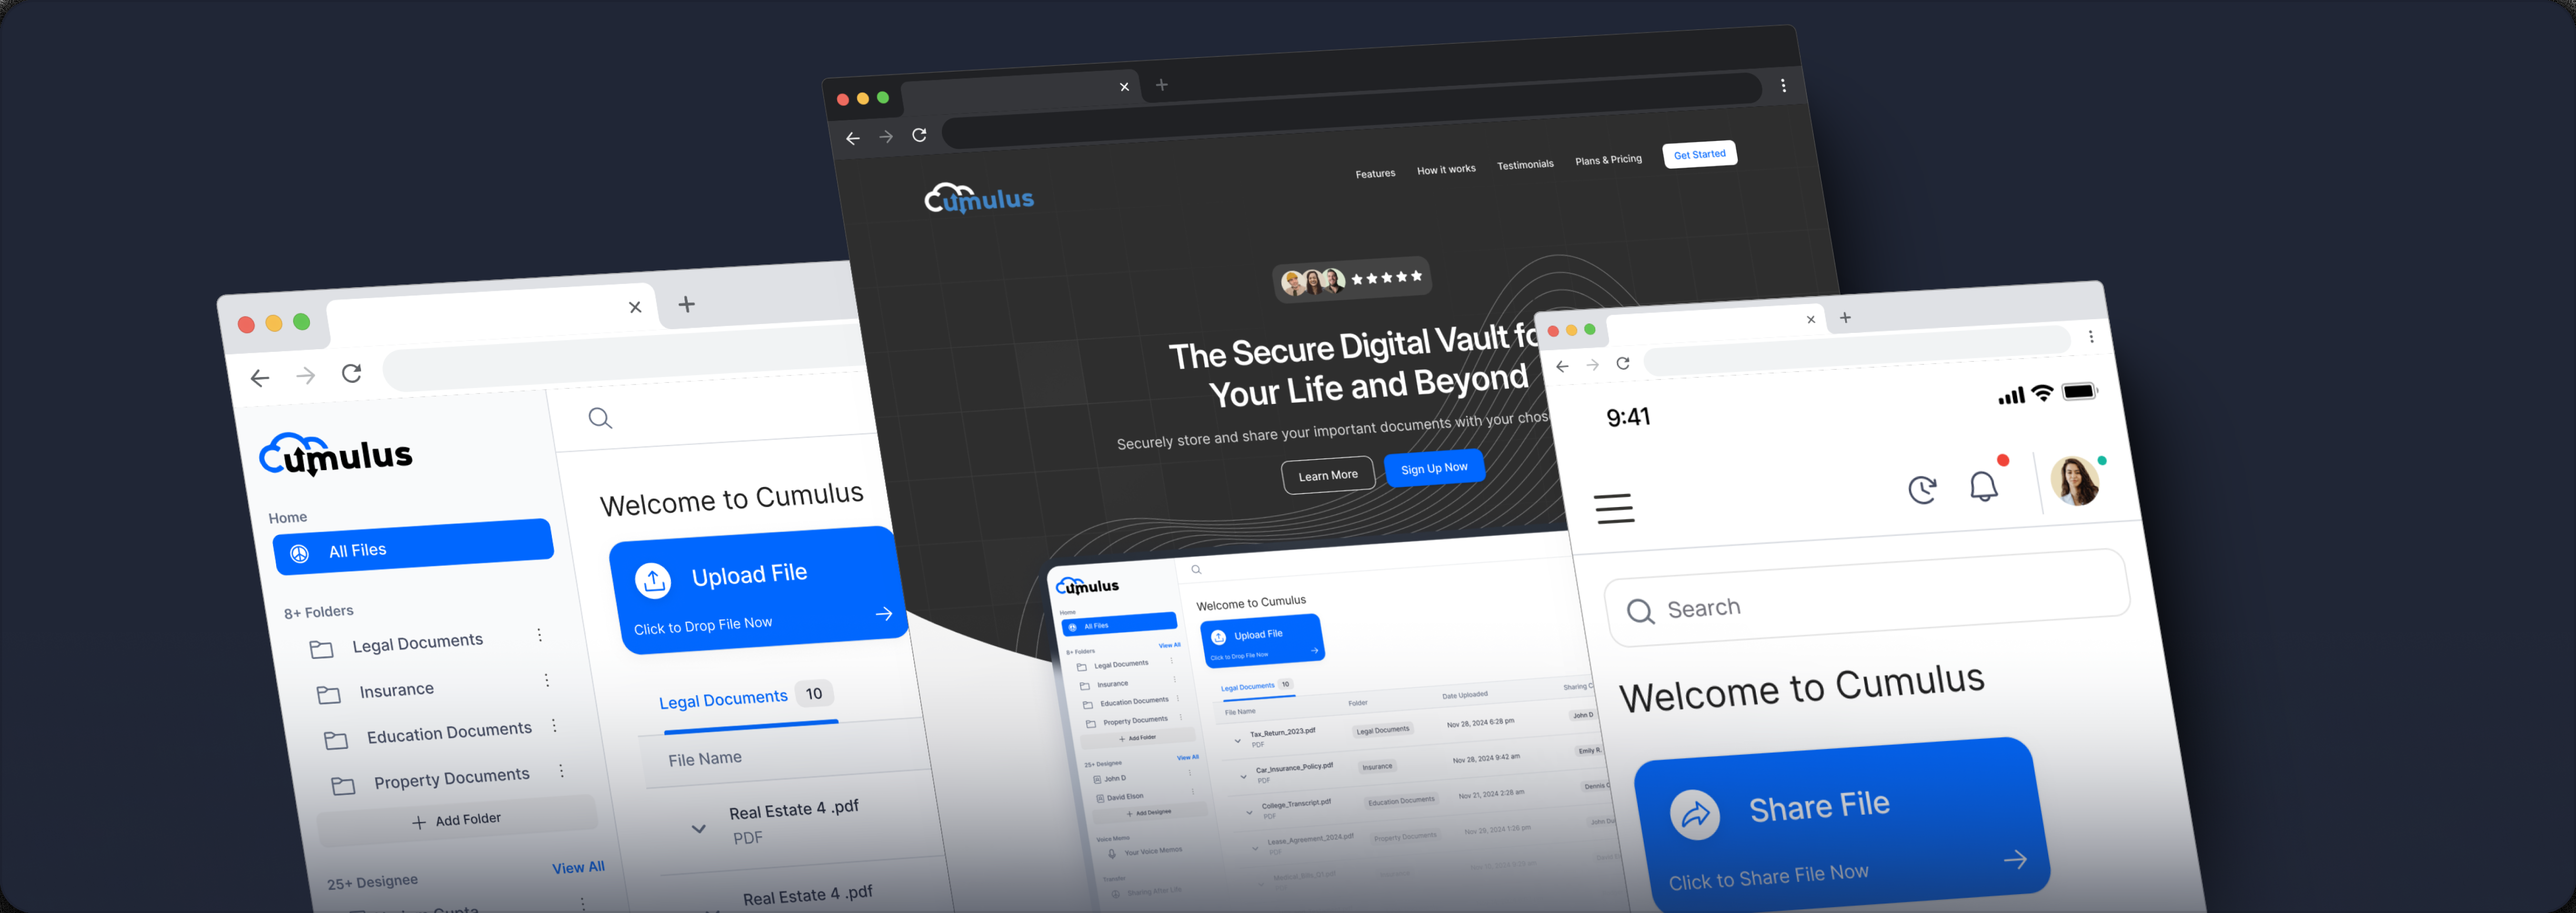 Cumulus
Home
All Files
8+ Folders
Legal Documents
Insurance
Education Documents
Property Documents
Add Folder
25+ Designee
View All
Welcome to Cumulus
Upload File
Click to Drop File Now
Legal Documents 10
File Name
Real Estate 4 .pdf
PDF
Real Estate 4 .pdf
Cumulus
Features
How it works
Testimonials
Plans & Pricing
Get Started
The Secure Digital Vault
Your Life and Beyond
Securely store and share your important documents with your
Learn More
Sign Up Now
Cumulus
Home
All Files
8+ Folders
View All
Legal Documents
Insurance
Education Documents
Property Documents
Add Folder
25+ Designee
View All
John D
David Elson
Add Designee
Voice Memo
Your Voice Memos
Transfer
Sharing After Life
Welcome to Cumulus
Upload File
Click to Drop File Now
Legal Documents 10
File Name Folder Date Uploaded Sharing
Tax_Return_2023.pdf Legal Documents Nov 28, 2024 6:28 pm John D
PDF
Car_Insurance_Policy.pdf Insurance Nov 28, 2024 9:42 am Emily R.
PDF
College_Transcript.pdf Education Documents Nov 21, 2024 2:28 am Dennis
PDF
Lease_Agreement_2024.pdf Property Documents Nov 29, 2024 1:26 pm John
PDF
9:41
Search
Welcome to Cumulus
Share File
Click to Share File Now